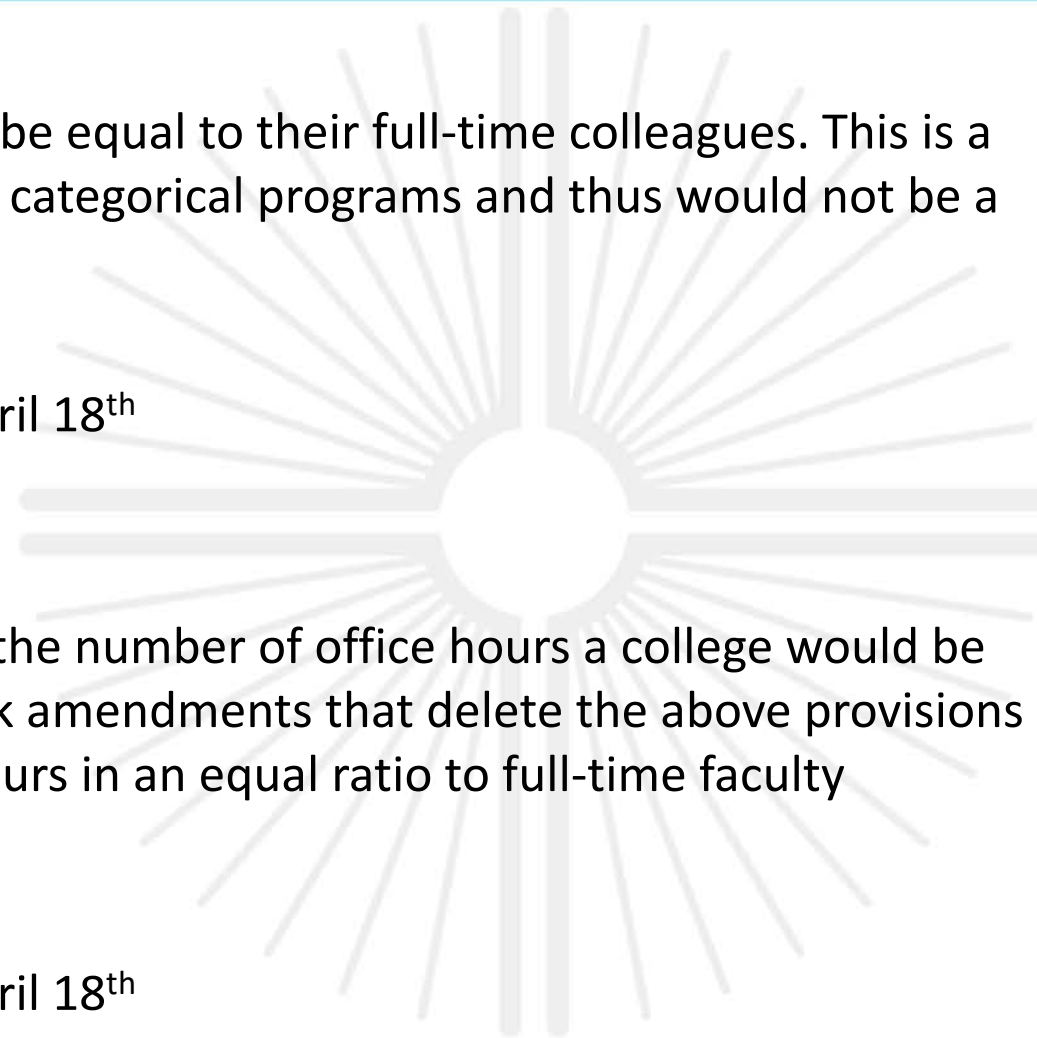 be equal to their full-time colleagues. This is a
categorical programs and thus would not be a
ril 18th
the number of office hours a college would be
k amendments that delete the above provisions
urs in an equal ratio to full-time faculty
ril 18th